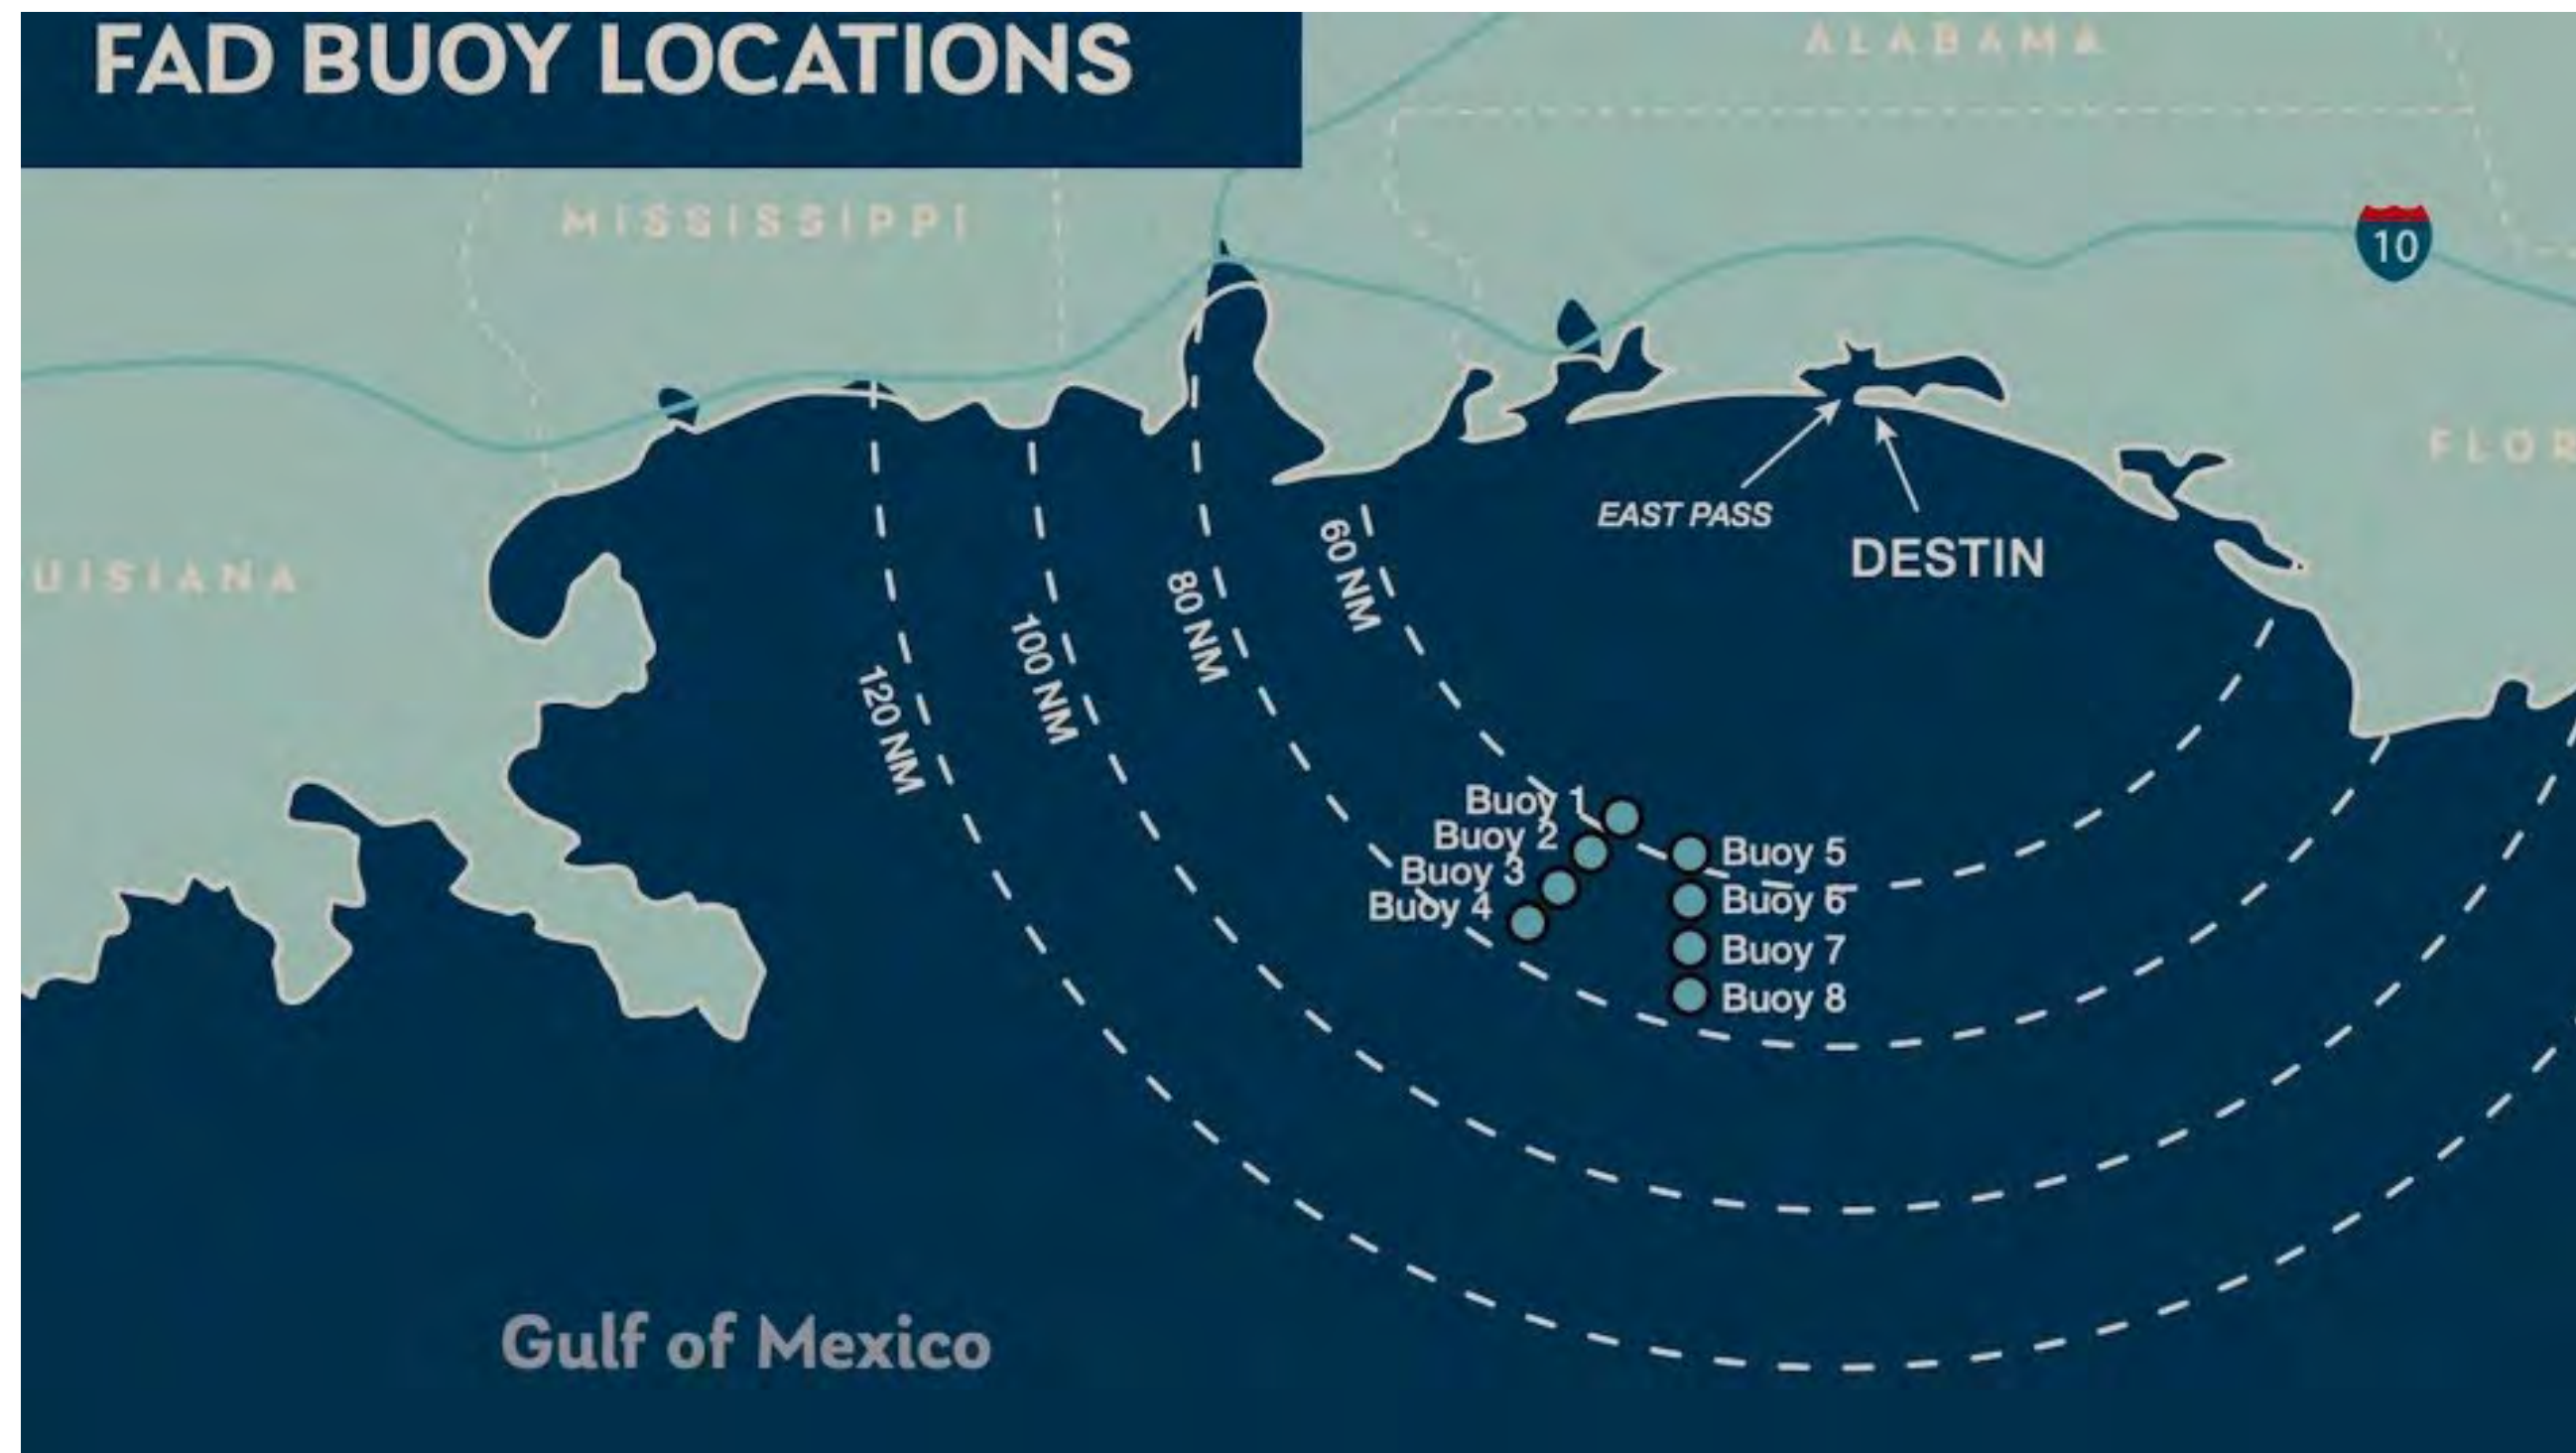 FAD BUOY LOCATIONS
ALABAMA
MISSISSIPPI
10
FLOR
EAST PASS
DESTIN
UISIANA
60 NM
80 NM
100 NM
120 NM
Buoy 1
Buoy 2
Buoy 3
Buoy 4
Buoy 5
Buoy 6
Buoy 7
Buoy 8
Gulf of Mexico